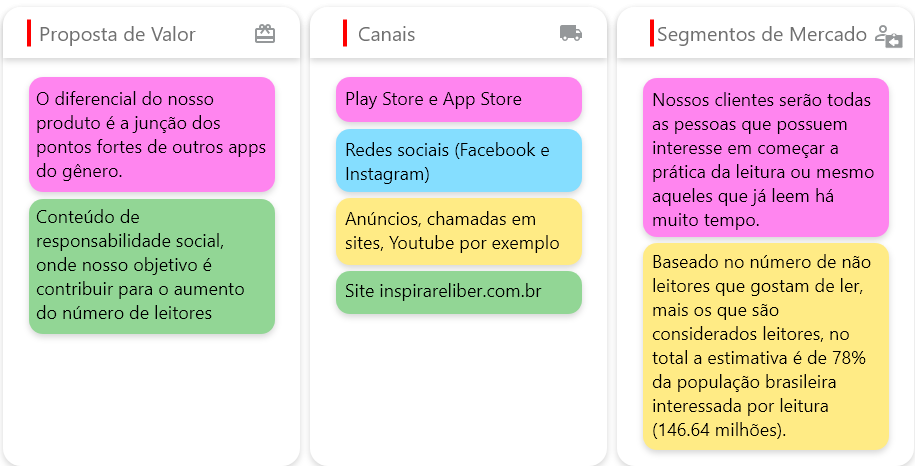 Proposta de Valor
O diferencial do nosso
produto é a junção dos
pontos fortes de outros apps
do gênero.
Conteúdo de
responsabilidade social,
onde nosso objetivo é
contribuir para o aumento
do número de leitores
Canais
Play Store e App Store
Redes sociais (Facebook e
Instagram)
Anúncios, chamadas em
sites, Youtube por exemplo
Site inspirareliber.com.br
Segmentos de Mercado
Nossos clientes serão todas
as pessoas que possuem
interesse em começar a
prática da leitura ou mesmo
aqueles que já leem há
muito tempo.
Baseado no número de não
leitores que gostam de ler,
mais os que são
considerados leitores, no
total a estimativa é de 78%
da população brasileira
interessada por leitura
(146.64 milhões).